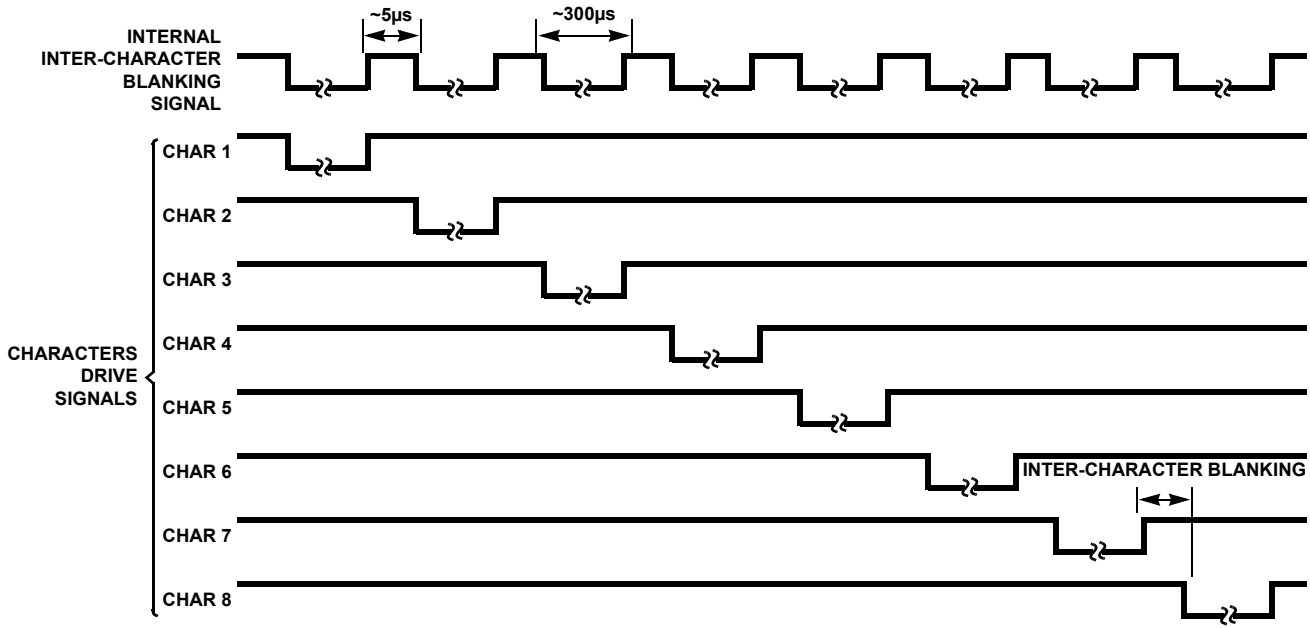 ~5µs
~300µs
INTERNAL
INTER-CHARACTER
BLANKING
SIGNAL
CHARACTERS
DRIVE
SIGNALS
CHAR 1
CHAR 2
CHAR 3
CHAR 4
CHAR 5
CHAR 6
INTER-CHARACTER BLANKING
CHAR 7
CHAR 8